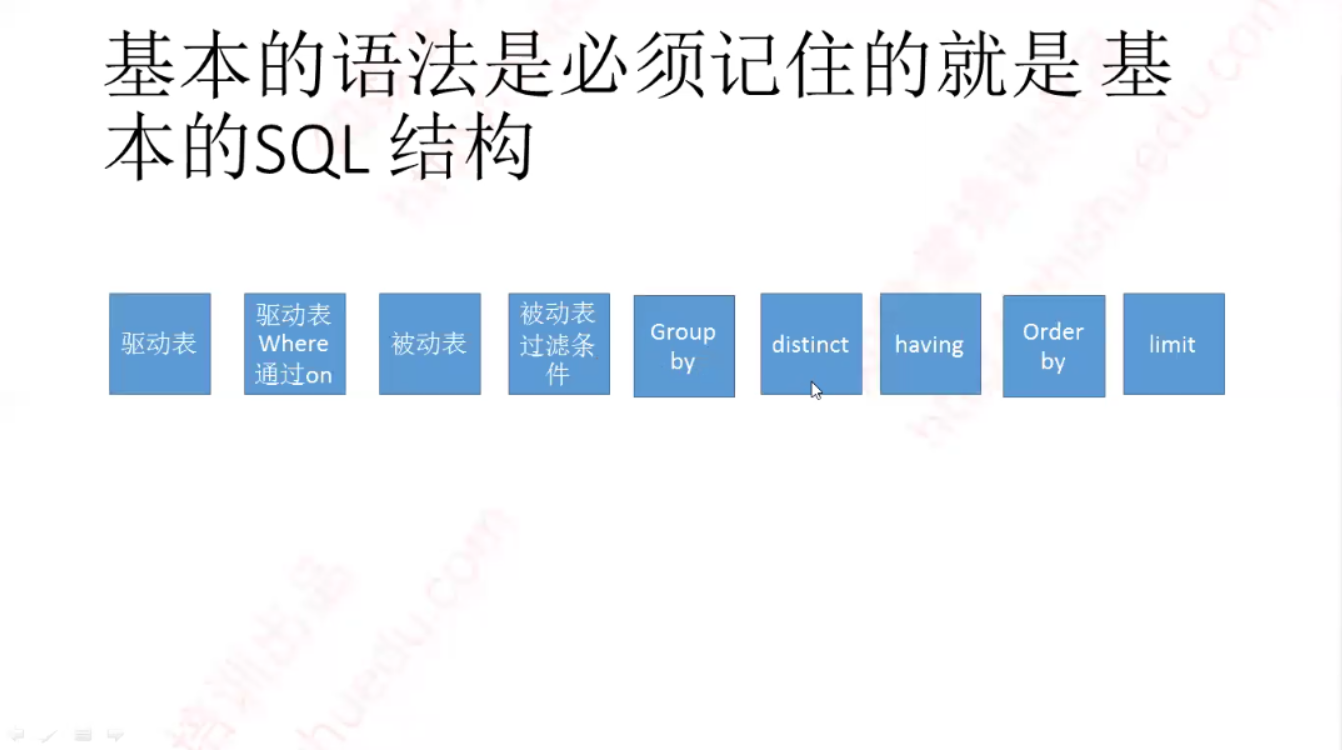 基本的语法是必须记住的就是 基
本的SQL 结构
驱动表
驱动表
Where
通过on
被动表
被动表
过滤条
件
Group
by
distinct
having
Order
by
limit